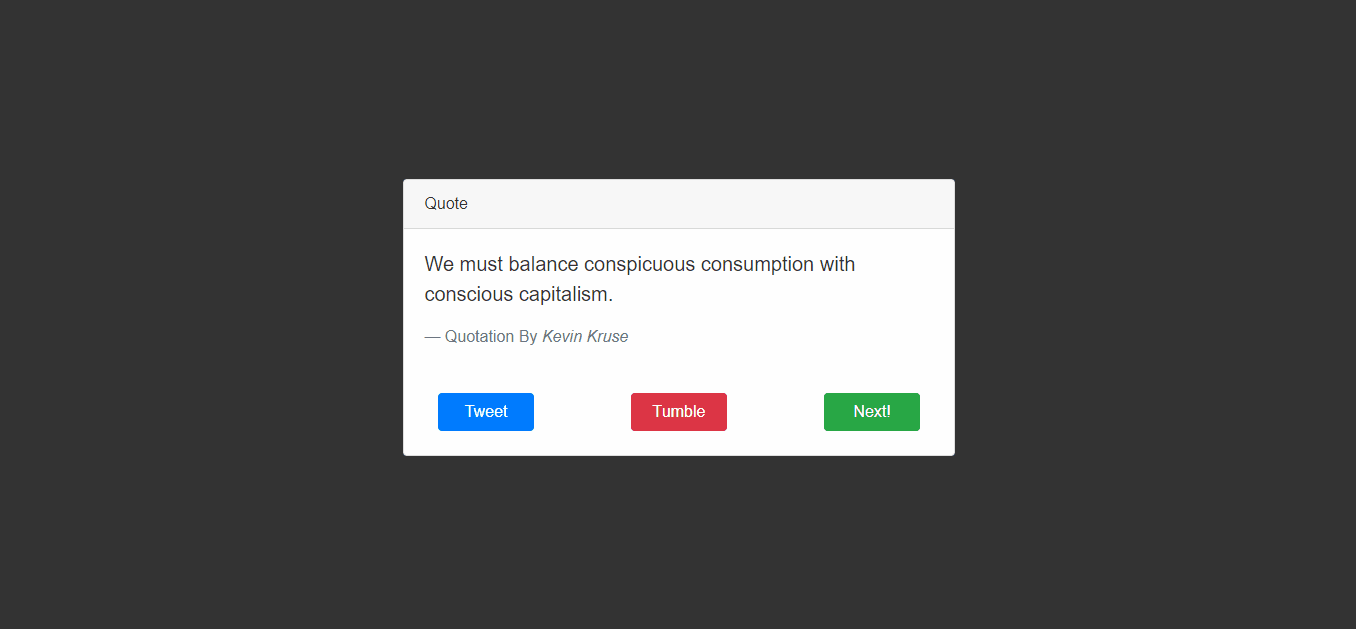 Quote
We must balance conspicuous consumption with
conscious capitalism.
— Quotation By Kevin Kruse
Tweet Tumble Next!